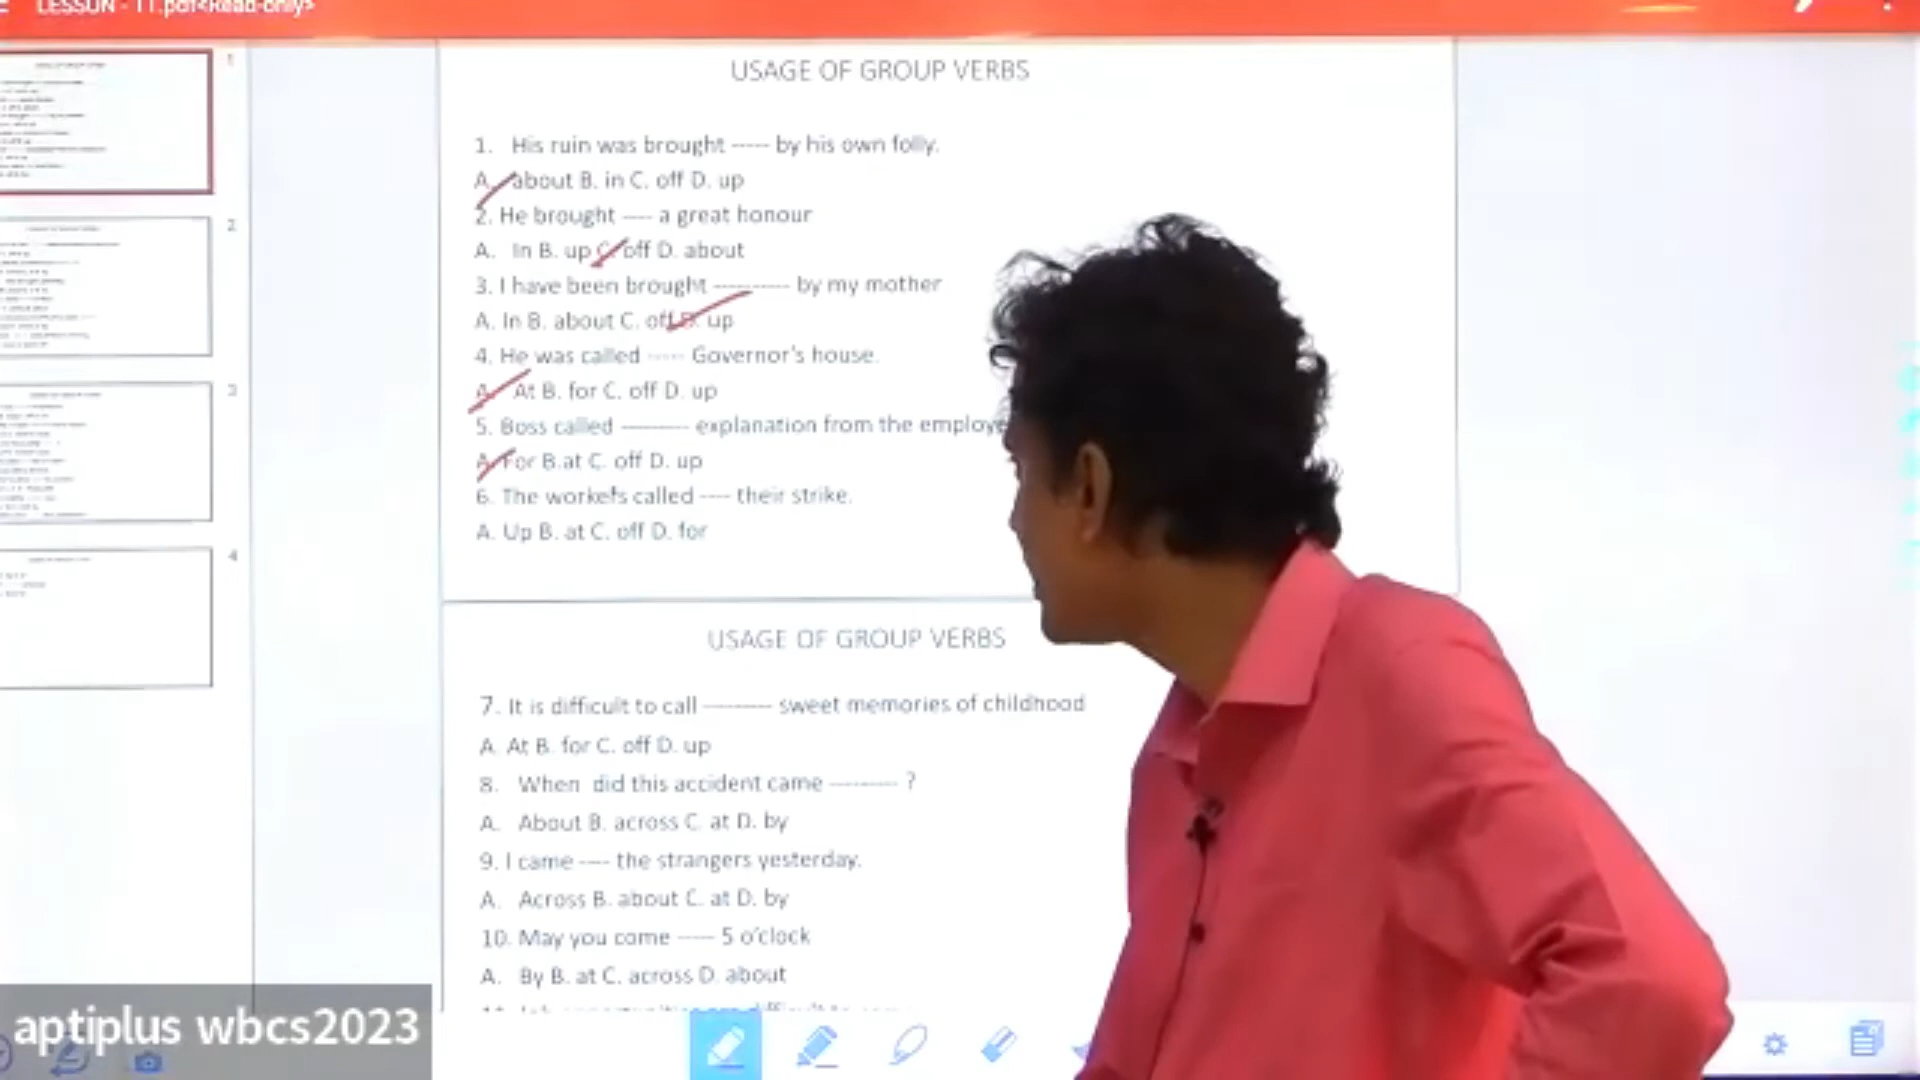 LESSON - 11.pdf<Read-only>
USAGE OF GROUP VERBS
1. His ruin was brought ----- by his own folly.
A. about B. in C. off D. up
2. He brought ---- a great honour
A. In B. up C. off D. about
3. I have been brought ----------- by my mother
A. In B. about C. off D. up
4. He was called ----- Governor's house.
A. At B. for C. off D. up
5. Boss called --------- explanation from the employe
A. For B.at C. off D. up
6. The workers called ---- their strike.
A. Up B. at C. off D. for
USAGE OF GROUP VERBS
7. It is difficult to call --------- sweet memories of childhood
A. At B. for C. off D. up
8. When did this accident came --------- ?
A. About B. across C. at D. by
9. I came ---- the strangers yesterday.
A. Across B. about C. at D. by
10. May you come ----- 5 o'clock
A. By B. at C. across D. about
1
2
3
4
aptiplus wbcs2023